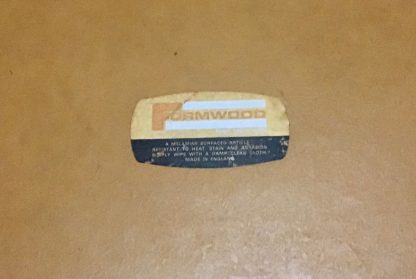 FORMWOOD
A MELAMINE SURFACED ARTICLE
RESISTANT TO HEAT, STAIN AND ABRASION
SIMPLY WIPE WITH A DAMP CLEAN CLOTH
MADE IN ENGLAND